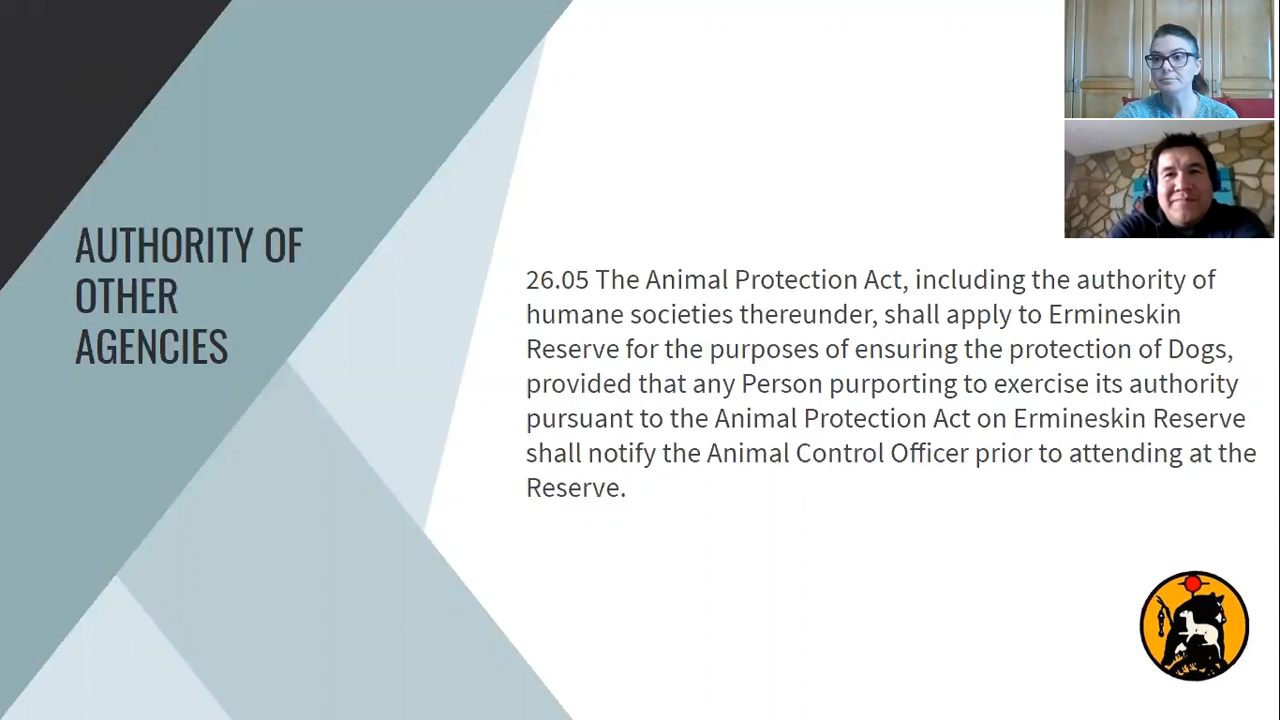 AUTHORITY OF
OTHER
AGENCIES
26.05 The Animal Protection Act, including the authority of
humane societies thereunder, shall apply to Ermineskin
Reserve for the purposes of ensuring the protection of Dogs,
provided that any Person purporting to exercise its authority
pursuant to the Animal Protection Act on Ermineskin Reserve
shall notify the Animal Control Officer prior to attending at the
Reserve.